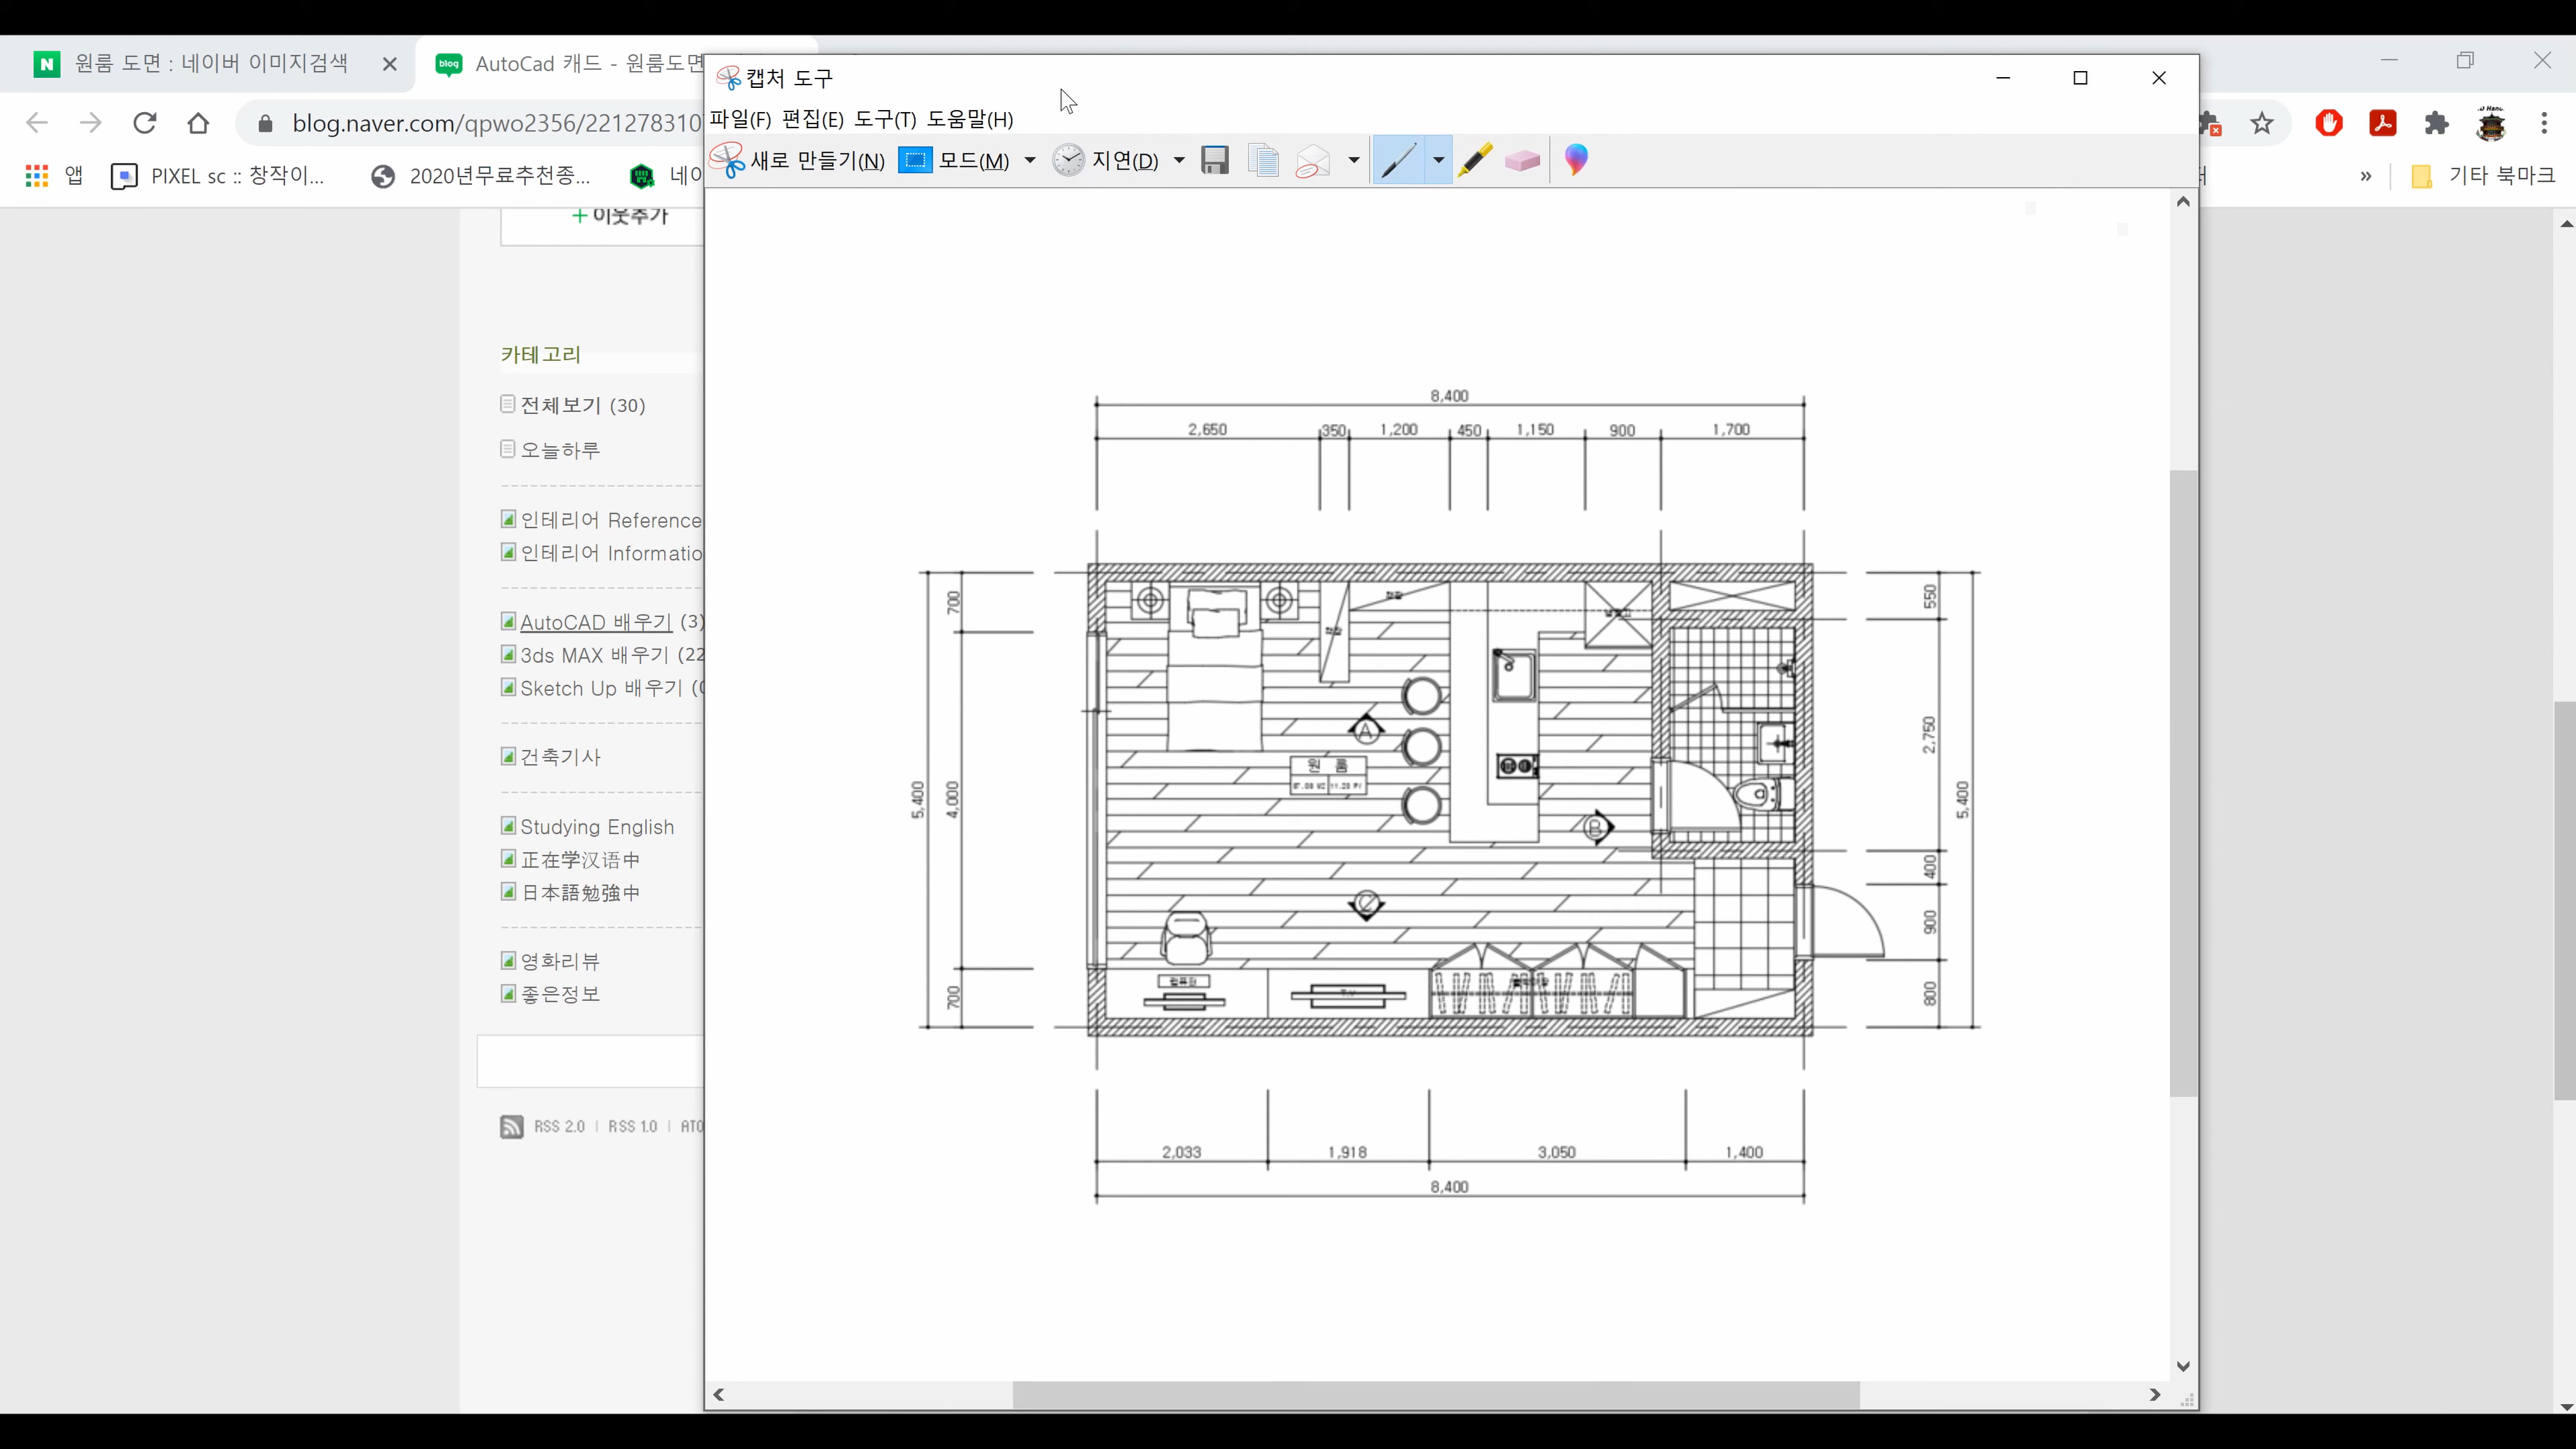 원룸 도면 : 네이버 이미지검색
AutoCad 캐드 - 원룸도면
blog.naver.com/qpwo2356/2212783107
앱
PIXEL sc :: 창작이...
2020년무료추천종...
네이
기타 북마크
이웃추가
카테고리
전체보기 (30)
오늘하루
인테리어 Reference
인테리어 Informatio
AutoCAD 배우기 (3)
3ds MAX 배우기 (22
Sketch Up 배우기 (
건축기사
Studying English
正在学汉语中
日本語勉強中
영화리뷰
좋은정보
RSS 2.0 | RSS 1.0 | ATO
캡처 도구
파일(F) 편집(E) 도구(T) 도움말(H)
새로 만들기(N) 모드(M) 지연(D)
8,400
2,650 350 1,200 450 1,150 900 1,700
700
4,000
700
5,400
550
2,750
400
900
800
5,400
A
원 룸
B
C
컴퓨터
T.V
2,033 1,918 3,050 1,400
8,400